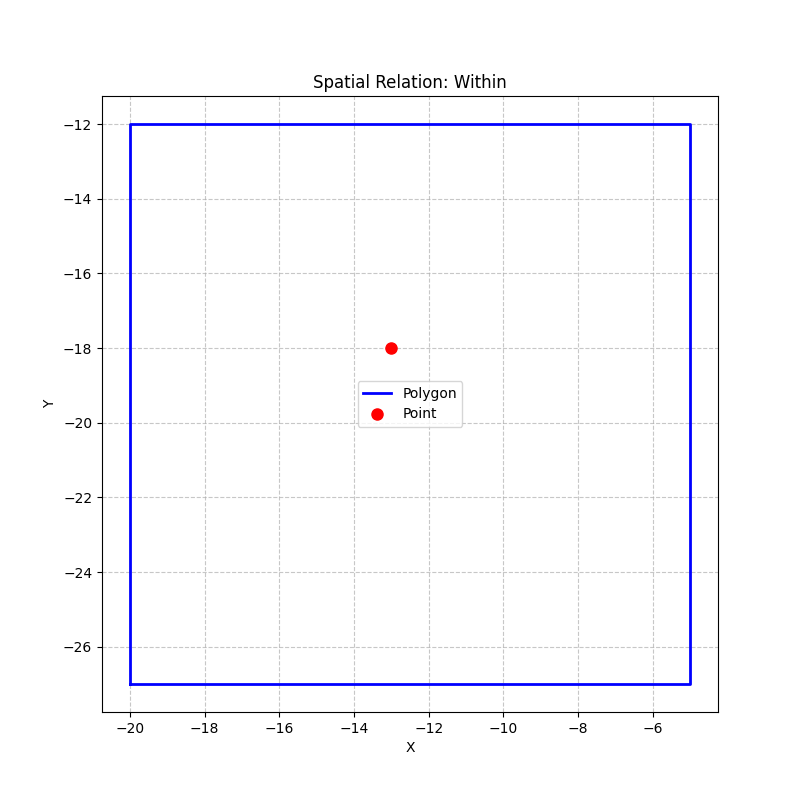 Spatial Relation: Within
−12
−14
−16
−18
−20
−22
−24
−26
Y
Polygon
Point
−20 −18 −16 −14 −12 −10 −8 −6
X